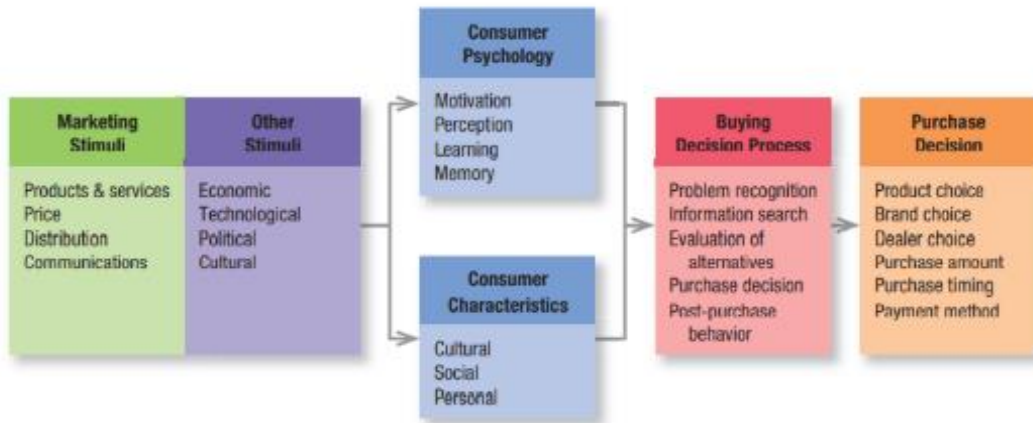 Marketing
Stimuli
Products & services
Price
Distribution
Communications
Other
Stimuli
Economic
Technological
Political
Cultural
Consumer
Psychology
Motivation
Perception
Learning
Memory
Consumer
Characteristics
Cultural
Social
Personal
Buying
Decision Process
Problem recognition
Information search
Evaluation of
alternatives
Purchase decision
Post-purchase
behavior
Purchase
Decision
Product choice
Brand choice
Dealer choice
Purchase amount
Purchase timing
Payment method